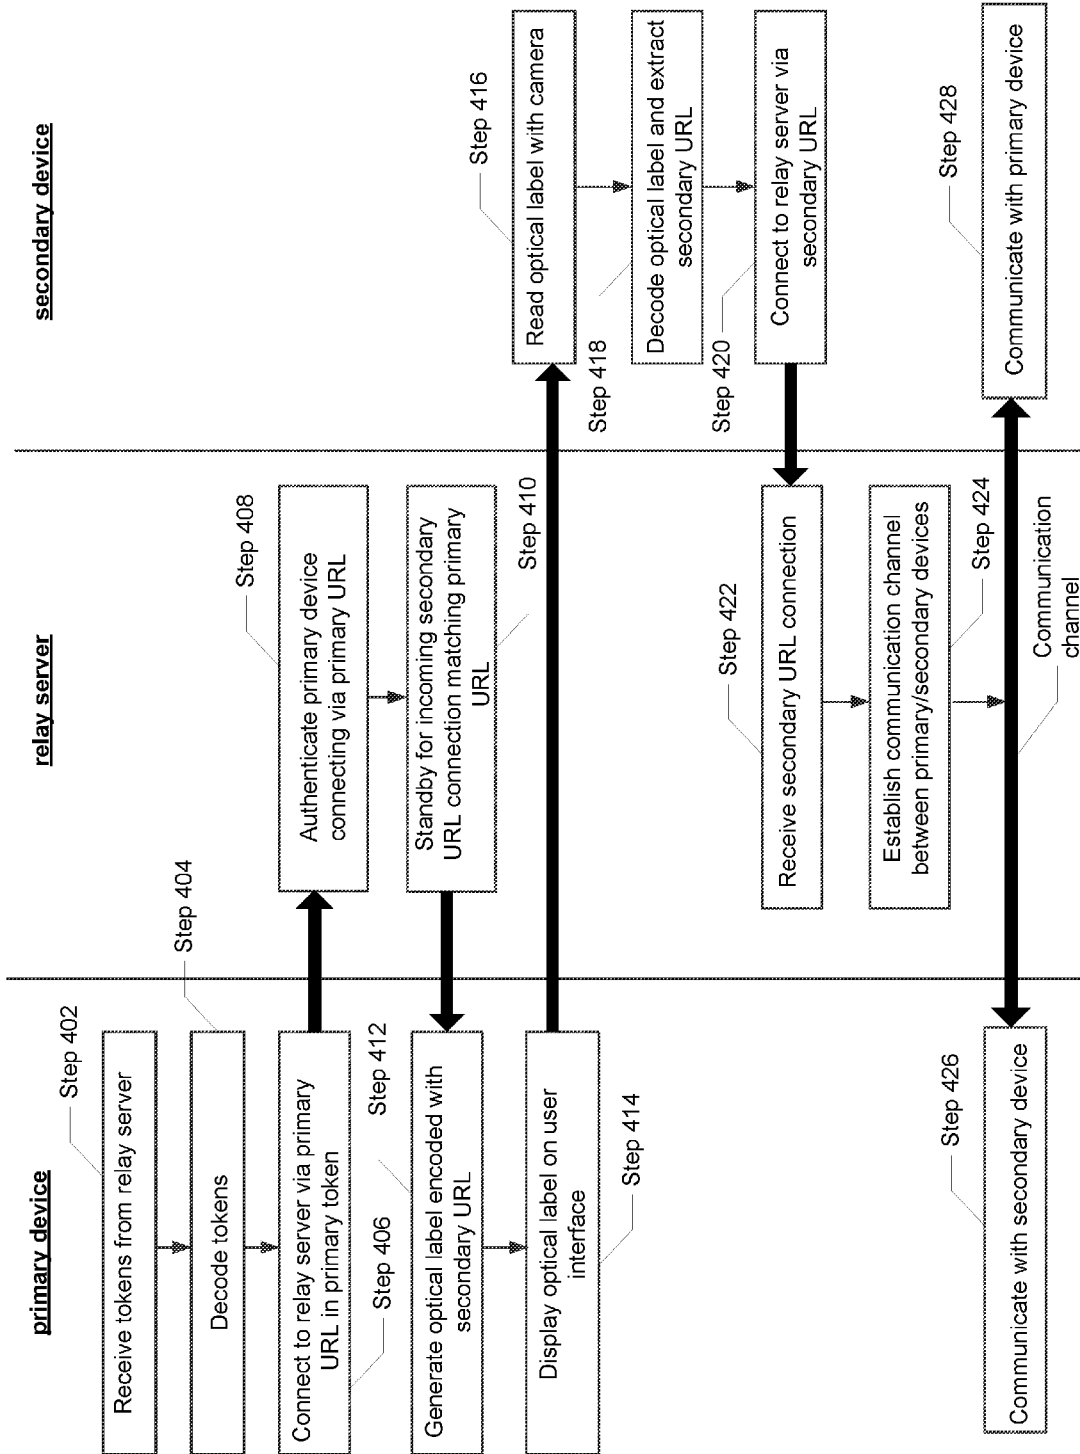 primary device
relay server
secondary device
Receive tokens from relay server
Step 402
Decode tokens
Step 404
Connect to relay server via primary
URL in primary token
Step 406
Authenticate primary device
connecting via primary URL
Step 408
Standby for incoming secondary
URL connection matching primary
URL
Step 410
Generate optical label encoded with
secondary URL
Step 412
Display optical label on user
interface
Step 414
Read optical label with camera
Step 416
Decode optical label and extract
secondary URL
Step 418
Connect to relay server via
secondary URL
Step 420
Receive secondary URL connection
Step 422
Establish communication channel
between primary/secondary devices
Step 424
Communication
channel
Communicate with secondary device
Step 426
Communicate with primary device
Step 428